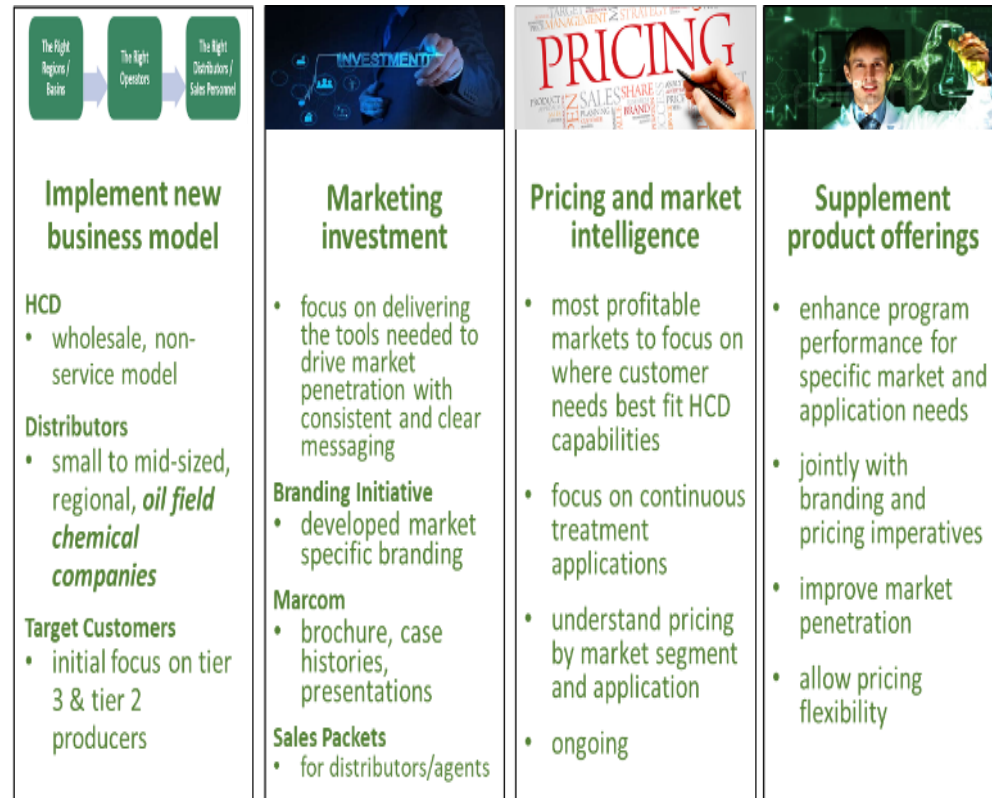 The Right
Regions /
Basins
The Right
Operators
The Right
Distributors /
Sales Personnel
Implement new
business model
HCD
• wholesale, non-
service model
Distributors
• small to mid-sized,
regional, oil field
chemical
companies
Target Customers
• initial focus on tier
3 & tier 2
producers
INVESTMENT
Marketing
investment
• focus on delivering
the tools needed to
drive market
penetration with
consistent and clear
messaging
Branding Initiative
• developed market
specific branding
Marcom
• brochure, case
histories,
presentations
Sales Packets
• for distributors/agents
TARGET
MANAGEMENT STRATEGY
PRICING
SALES SHARE
PLANNING
BRAND
Pricing and market
intelligence
• most profitable
markets to focus on
where customer
needs best fit HCD
capabilities
• focus on continuous
treatment
applications
• understand pricing
by market segment
and application
• ongoing
Supplement
product offerings
• enhance program
performance for
specific market and
application needs
• jointly with
branding and
pricing imperatives
• improve market
penetration
• allow pricing
flexibility